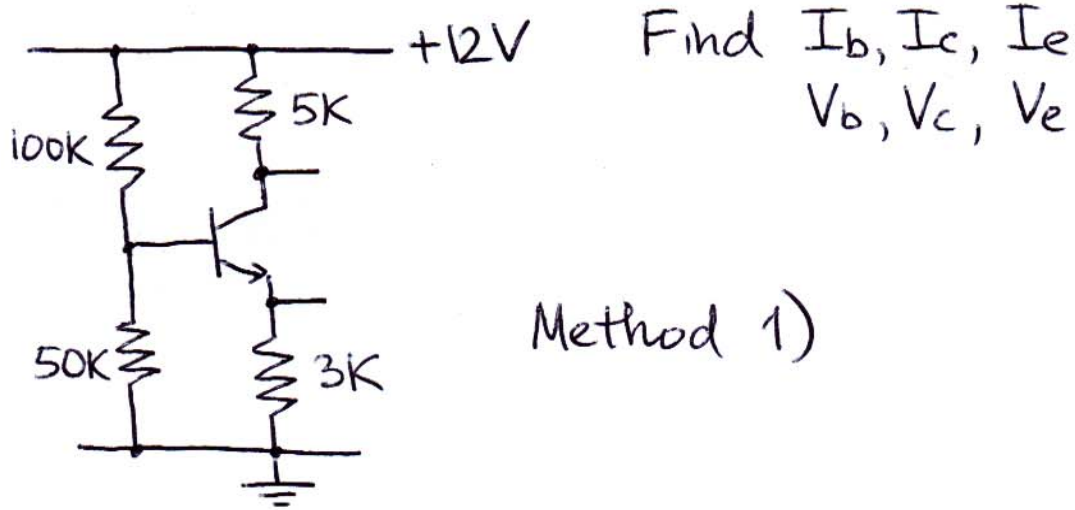 +12V
Find Ib, Ic, Ie
Vb, Vc, Ve
5K
100K
50K
3K
Method 1)